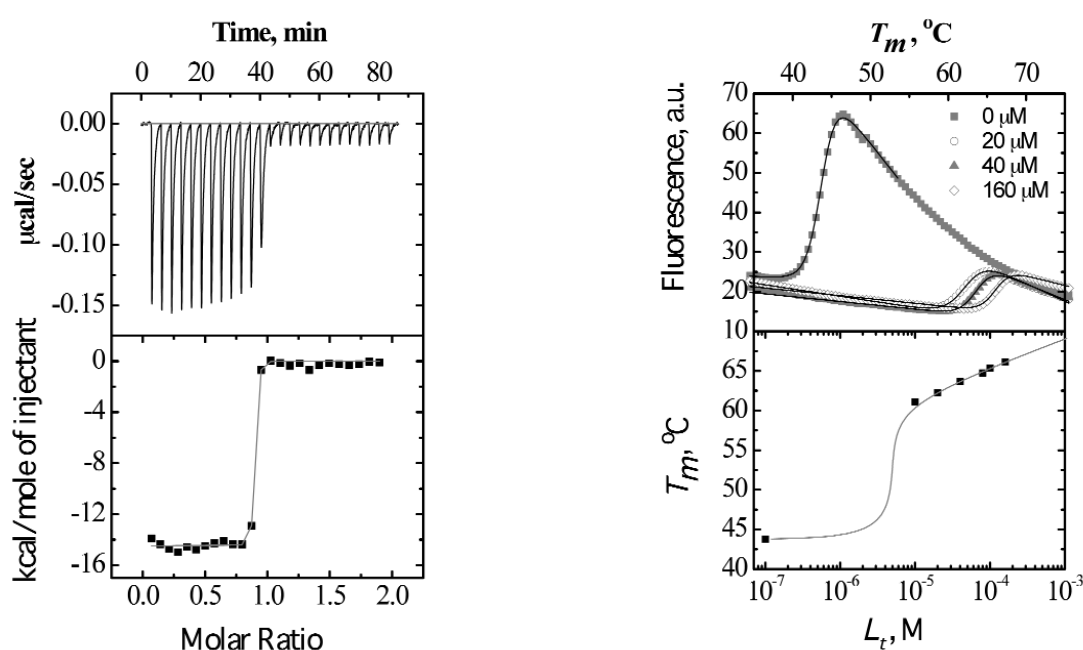 Time, min
0 20 40 60 80
0.00
-0.05
-0.10
-0.15
µcal/sec
0
-4
-8
-12
-16
kcal/mole of injectant
0.0 0.5 1.0 1.5 2.0
Molar Ratio
Tm, °C
40 50 60 70
70
60
50
40
30
20
10
Fluorescence, a.u.
0 µM
20 µM
40 µM
160 µM
65
60
55
50
45
40
Tm, °C
10⁻⁷ 10⁻⁶ 10⁻⁵ 10⁻⁴ 10⁻³
Lt, M